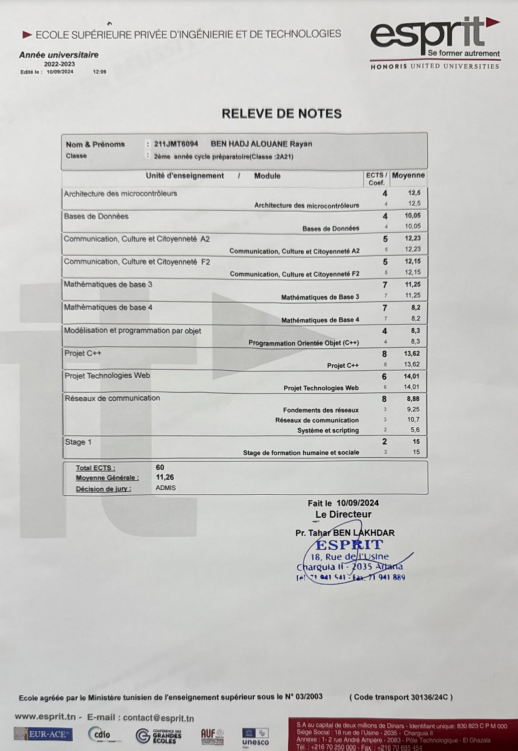 ECOLE SUPÉRIEURE PRIVÉE D'INGÉNIERIE ET DE TECHNOLOGIES
esprit
Se former autrement
HONORIS UNITED UNIVERSITIES
Année universitaire
2022-2023
Edité le : 10/09/2024 12:09
RELEVE DE NOTES
Nom & Prénoms : 211JMT6094 BEN HADJ ALOUANE Rayan
Classe : 2ème année cycle préparatoire(Classe :2A21)
Unité d'enseignement / Module ECTS / Coef. Moyenne
Architecture des microcontrôleurs 4 12,5
Architecture des microcontrôleurs 4 12,5
Bases de Données 4 10,05
Bases de Données 4 10,05
Communication, Culture et Citoyenneté A2 5 12,23
Communication, Culture et Citoyenneté A2 5 12,23
Communication, Culture et Citoyenneté F2 5 12,15
Communication, Culture et Citoyenneté F2 5 12,15
Mathématiques de base 3 7 11,25
Mathématiques de Base 3 7 11,25
Mathématiques de base 4 7 8,2
Mathématiques de Base 4 7 8,2
Modélisation et programmation par objet 4 8,3
Programmation Orientée Objet (C++) 4 8,3
Projet C++ 8 13,62
Projet C++ 8 13,62
Projet Technologies Web 6 14,01
Projet Technologies Web 6 14,01
Réseaux de communication 8 8,88
Fondements des réseaux 3 9,25
Réseaux de communication 3 10,7
Système et scripting 2 5,6
Stage 1 2 15
Stage de formation humaine et sociale 2 15
Total ECTS : 60
Moyenne Générale : 11,26
Décision de jury : ADMIS
Fait le 10/09/2024
Le Directeur
Pr. Tahar BEN LAKHDAR
ESPRIT
18, Rue de l'Usine
Charguia II - 2035 Ariana
Tel: 71 941 541 - Fax: 71 941 889
Ecole agréée par le Ministère tunisien de l'enseignement supérieur sous le N° 03/2003 ( Code transport 30136/24C )
www.esprit.tn - E-mail : contact@esprit.tn
EUR-ACE
cdio
CONFÉRENCE DES GRANDES ÉCOLES
AUF
unesco
S.A au capital de deux millions de Dinars - Identifiant unique: 830 823 C P M 000
Siège Social : 18 rue de l'Usine - 2035 - Charguia II
Annexe : 1- 2 rue André Ampère - 2083 - Pôle Technologique - El Ghazala
Tél. : +216 70 250 000 - Fax : +216 70 685 454